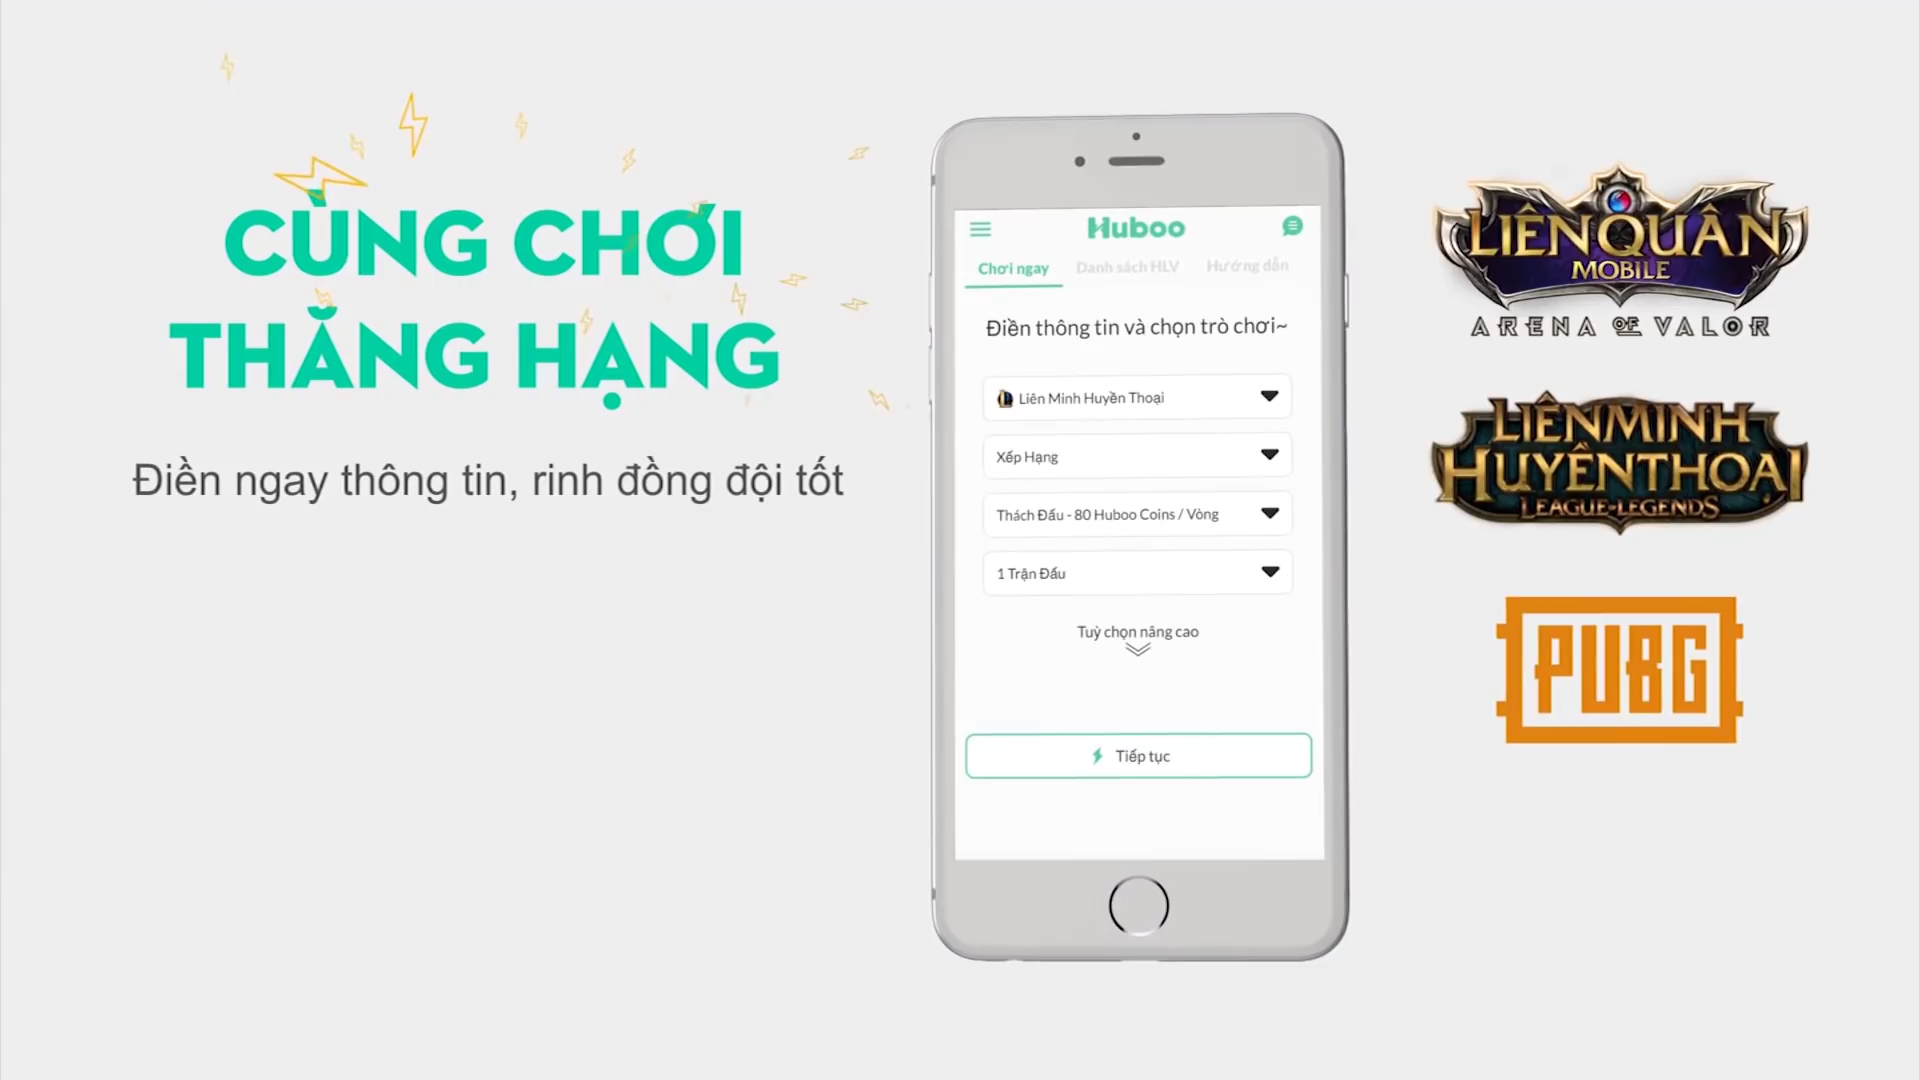 CÙNG CHƠI
THĂNG HẠNG
Điền ngay thông tin, rinh đồng đội tốt
Huboo
Chơi ngay
Danh sách HLV
Hướng dẫn
Điền thông tin và chọn trò chơi~
Liên Minh Huyền Thoại
Xếp Hạng
Thách Đấu - 80 Huboo Coins / Vòng
1 Trận Đấu
Tuỳ chọn nâng cao
Tiếp tục
LIÊN QUÂN
MOBILE
ARENA OF VALOR
LIÊN MINH
HUYỀN THOẠI
LEAGUE OF LEGENDS
PUBG